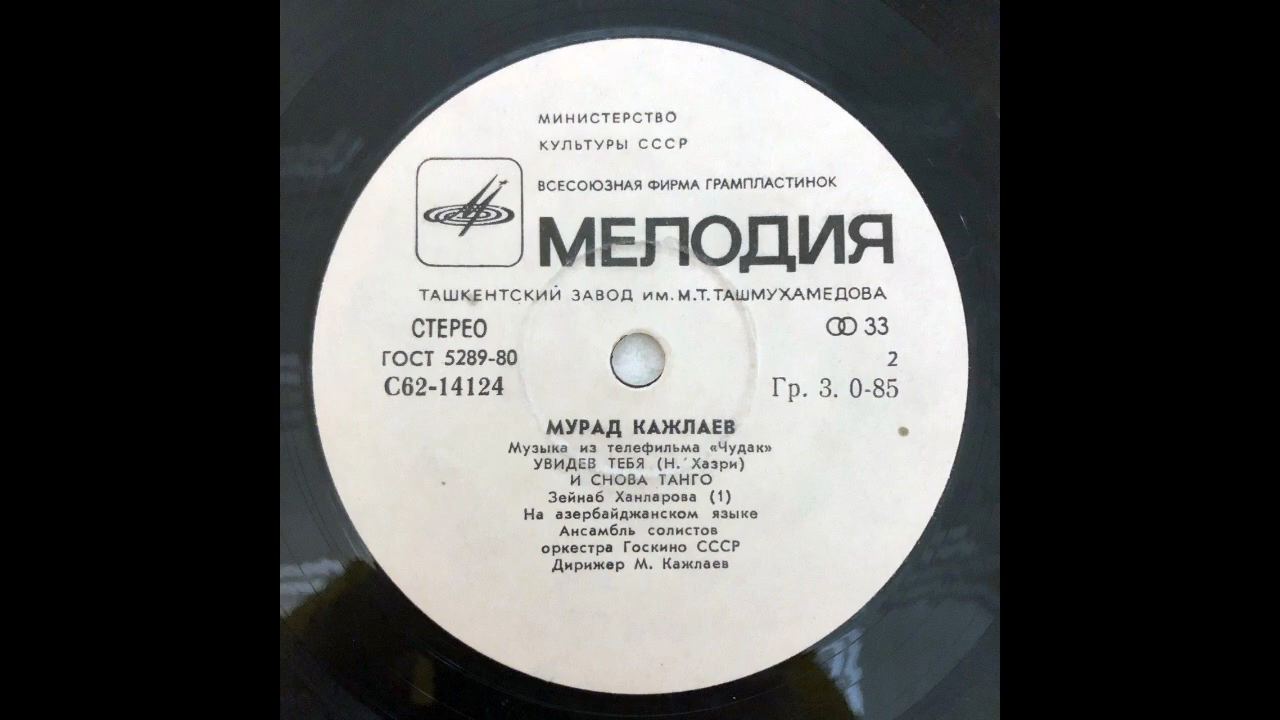 МИНИСТЕРСТВО
КУЛЬТУРЫ СССР
ВСЕСОЮЗНАЯ ФИРМА ГРАМПЛАСТИНОК
МЕЛОДИЯ
ТАШКЕНТСКИЙ ЗАВОД им. М.Т. ТАШМУХАМЕДОВА
СТЕРЕО 33
ГОСТ 5289-80 2
С62-14124 Гр. 3. 0-85
МУРАД КАЖЛАЕВ
Музыка из телефильма «Чудак»
УВИДЕВ ТЕБЯ (Н. Хазри)
И СНОВА ТАНГО
Зейнаб Ханларова (1)
На азербайджанском языке
Ансамбль солистов
оркестра Госкино СССР
Дирижер М. Кажлаев